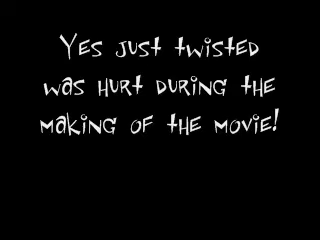 Yes just twisted
was hurt during the
making of the movie!